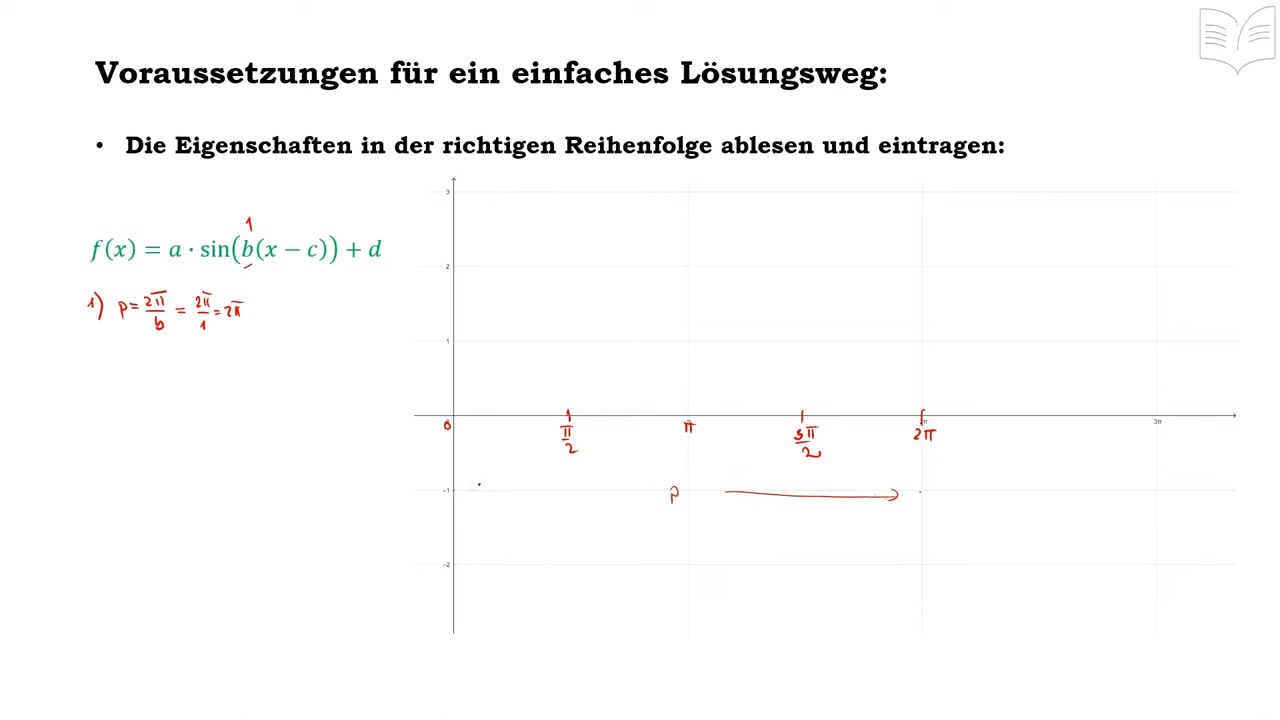 Voraussetzungen für ein einfaches Lösungsweg:
• Die Eigenschaften in der richtigen Reihenfolge ablesen und eintragen:
3
1
2
f(x) = a · sin(b(x − c)) + d
1) p = 2π/b = 2π/1 = 2π
1
0 π/2 π 3π/2 2π 3π
−1
p
−2